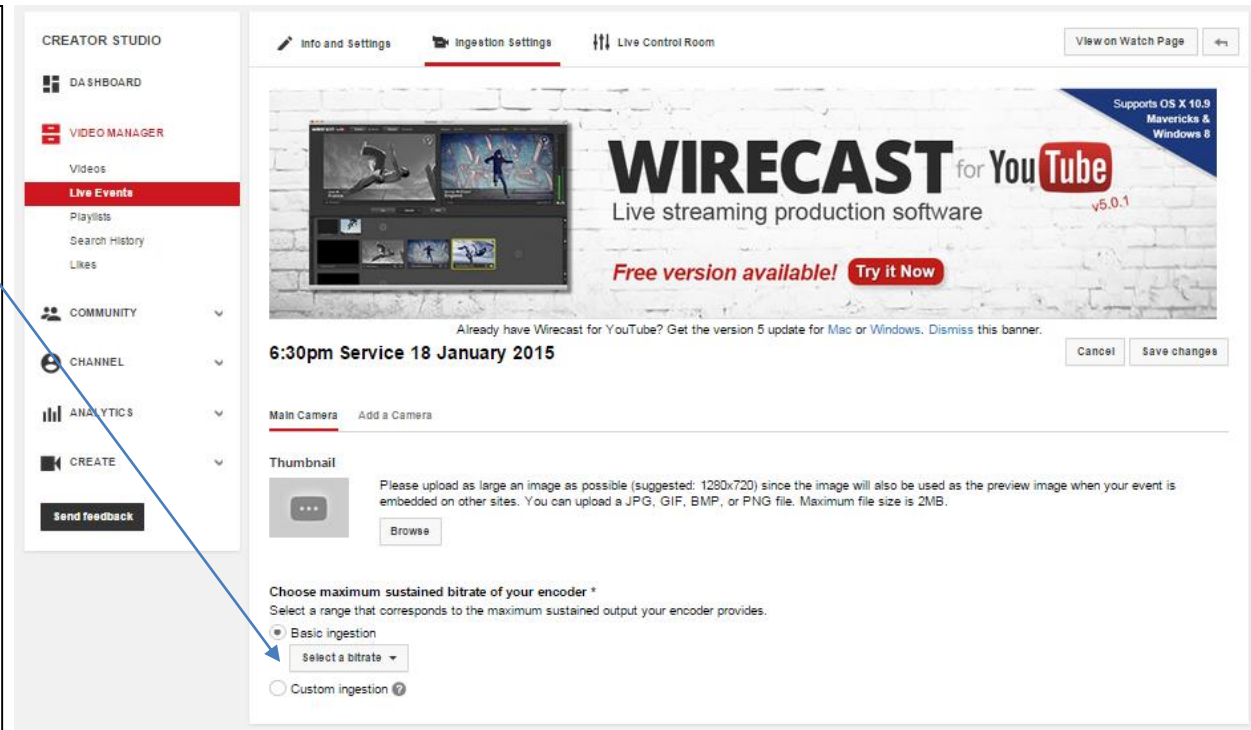 CREATOR STUDIO
DASHBOARD
VIDEO MANAGER
Videos
Live Events
Playlists
Search History
Likes
COMMUNITY
CHANNEL
ANALYTICS
CREATE
Send feedback
Info and Settings
Ingestion Settings
Live Control Room
View on Watch Page
Supports OS X 10.9
Mavericks &
Windows 8
WIRECAST for YouTube
v5.0.1
Live streaming production software
Free version available! Try it Now
Already have Wirecast for YouTube? Get the version 5 update for Mac or Windows. Dismiss this banner.
6:30pm Service 18 January 2015
Cancel
Save changes
Main Camera
Add a Camera
Thumbnail
Please upload as large an image as possible (suggested: 1280x720) since the image will also be used as the preview image when your event is
embedded on other sites. You can upload a JPG, GIF, BMP, or PNG file. Maximum file size is 2MB.
Browse
Choose maximum sustained bitrate of your encoder *
Select a range that corresponds to the maximum sustained output your encoder provides.
Basic ingestion
Select a bitrate
Custom ingestion ?